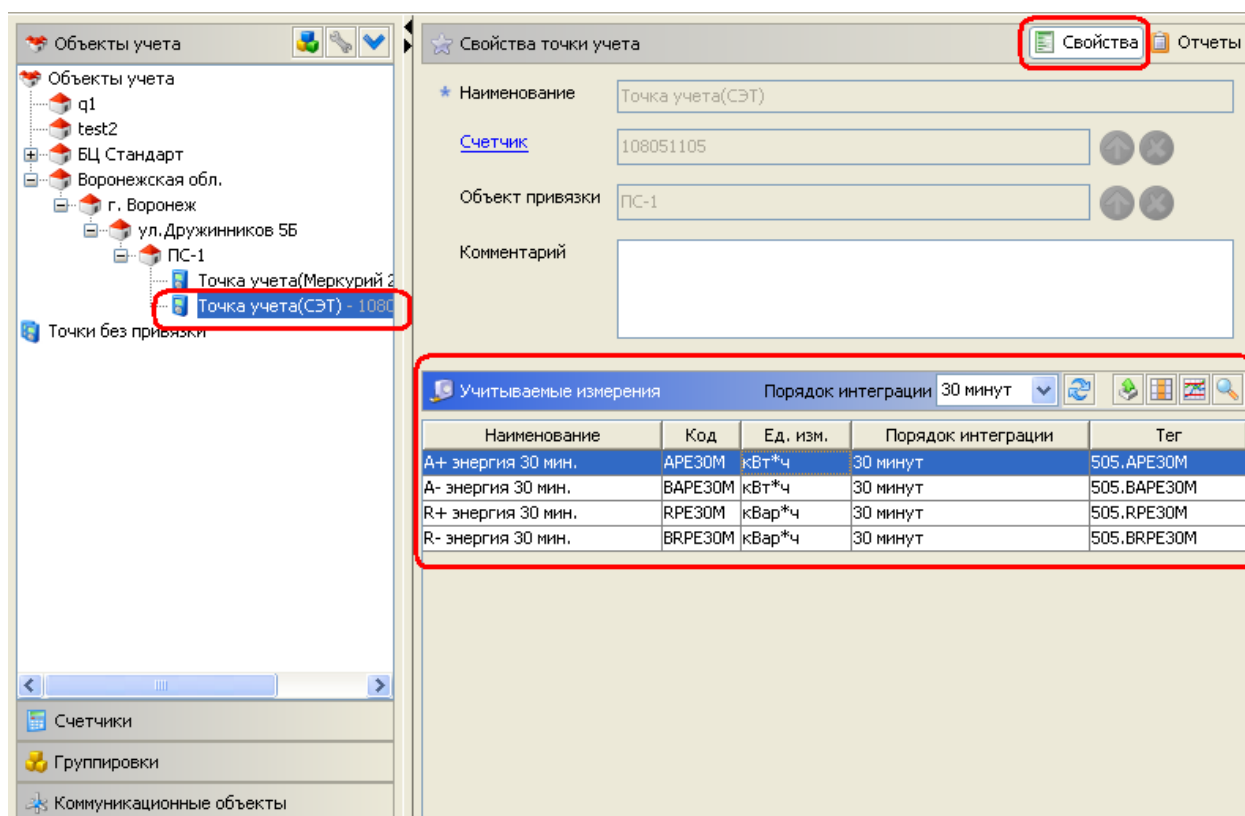 Объекты учета
Объекты учета
q1
test2
БЦ Стандарт
Воронежская обл.
г. Воронеж
ул.Дружинников 5Б
ПС-1
Точка учета(Меркурий 2
Точка учета(СЭТ) - 1080
Точки без привязки
Счетчики
Группировки
Коммуникационные объекты
Свойства точки учета Свойства Отчеты
Наименование Точка учета(СЭТ)
Счетчик 108051105
Объект привязки ПС-1
Комментарий
Учитываемые измерения Порядок интеграции 30 минут
Наименование Код Ед. изм. Порядок интеграции Тег
A+ энергия 30 мин. APE30M кВт*ч 30 минут 505.APE30M
A- энергия 30 мин. BAPE30M кВт*ч 30 минут 505.BAPE30M
R+ энергия 30 мин. RPE30M кВар*ч 30 минут 505.RPE30M
R- энергия 30 мин. BRPE30M кВар*ч 30 минут 505.BRPE30M